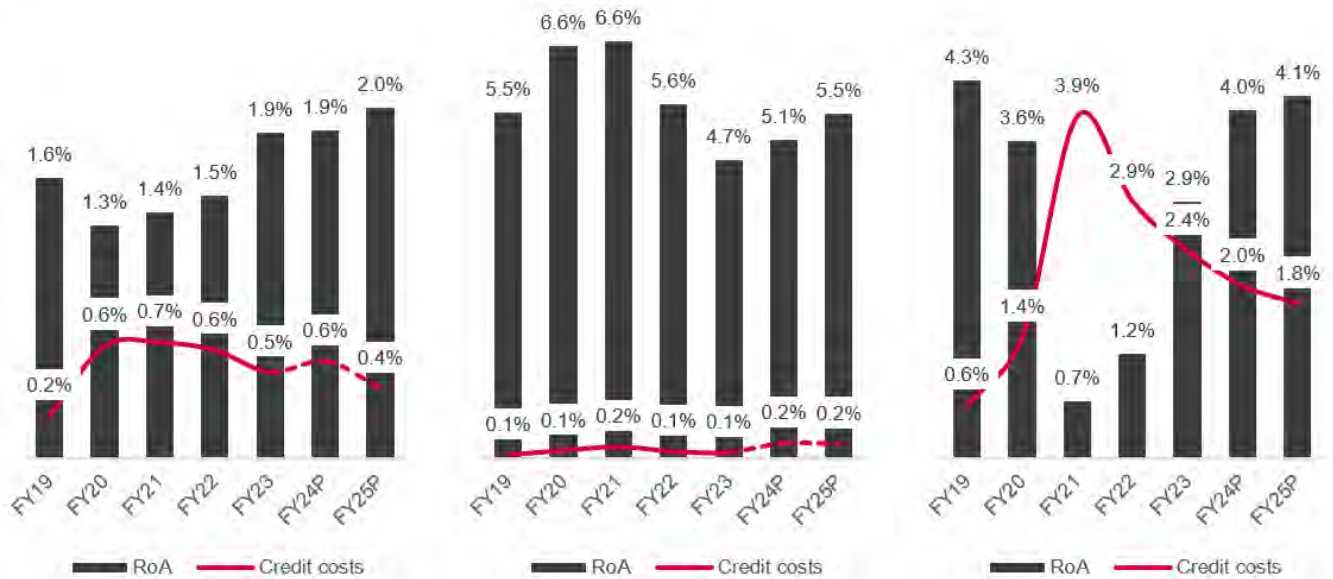 1.6%
1.3%
1.4%
1.5%
1.9%
1.9%
2.0%
0.2%
0.6%
0.7%
0.6%
0.5%
0.6%
0.4%
FY19
FY20
FY21
FY22
FY23
FY24P
FY25P
RoA
Credit costs
5.5%
6.6%
6.6%
5.6%
4.7%
5.1%
5.5%
0.1%
0.1%
0.2%
0.1%
0.1%
0.2%
0.2%
FY19
FY20
FY21
FY22
FY23
FY24P
FY25P
RoA
Credit costs
4.3%
3.6%
0.7%
1.2%
2.9%
4.0%
4.1%
0.6%
1.4%
3.9%
2.9%
2.4%
2.0%
1.8%
FY19
FY20
FY21
FY22
FY23
FY24P
FY25P
RoA
Credit costs